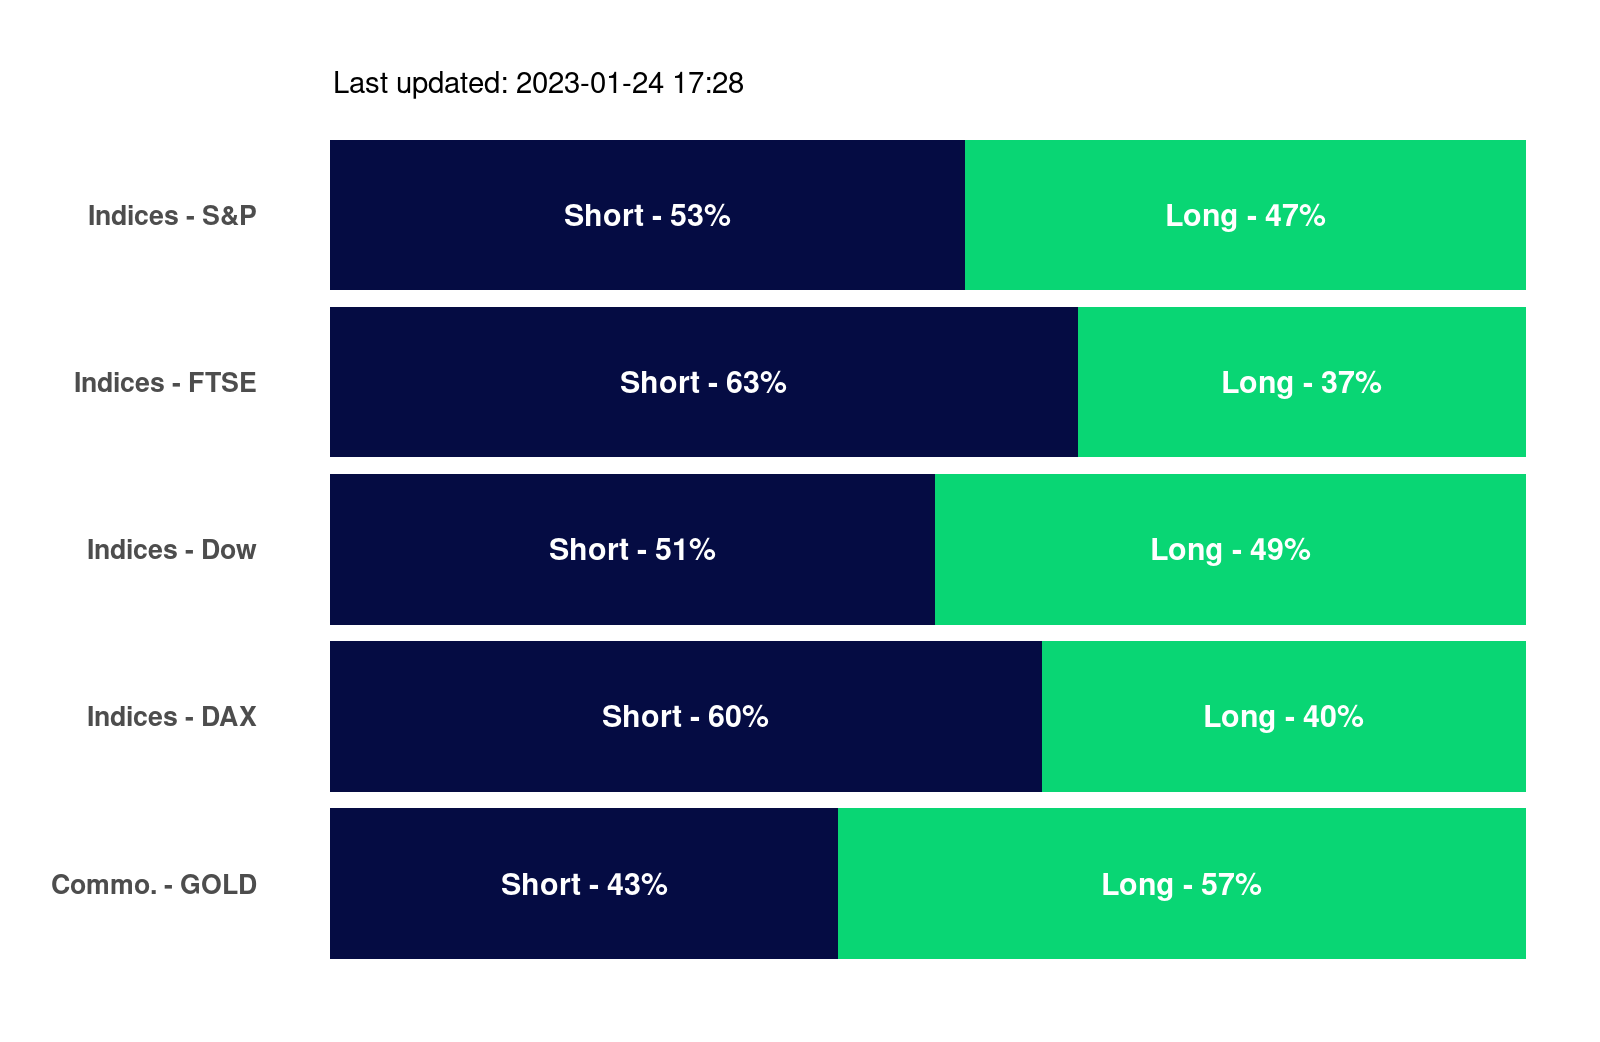 Last updated: 2023-01-24 17:28
Indices - S&P Short - 53% Long - 47%
Indices - FTSE Short - 63% Long - 37%
Indices - Dow Short - 51% Long - 49%
Indices - DAX Short - 60% Long - 40%
Commo. - GOLD Short - 43% Long - 57%